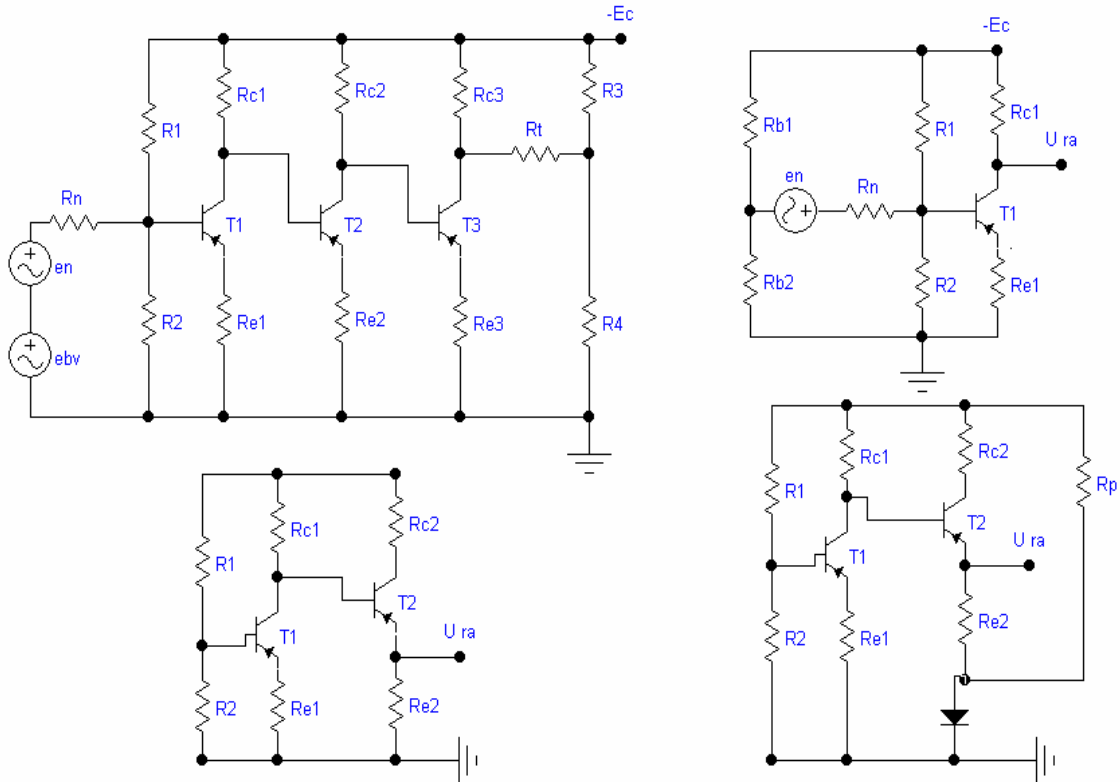 -Ec
Rc1
Rc2
Rc3
R3
R1
Rt
Rn
T1
T2
T3
en
R2
Re1
Re2
Re3
R4
ebv
-Ec
Rb1
R1
Rc1
U ra
en
Rn
T1
Rb2
R2
Re1
Rc1
Rc2
R1
T2
T1
U ra
R2
Re1
Re2
Rc1
Rc2
R1
Rp
T2
T1
U ra
R2
Re1
Re2